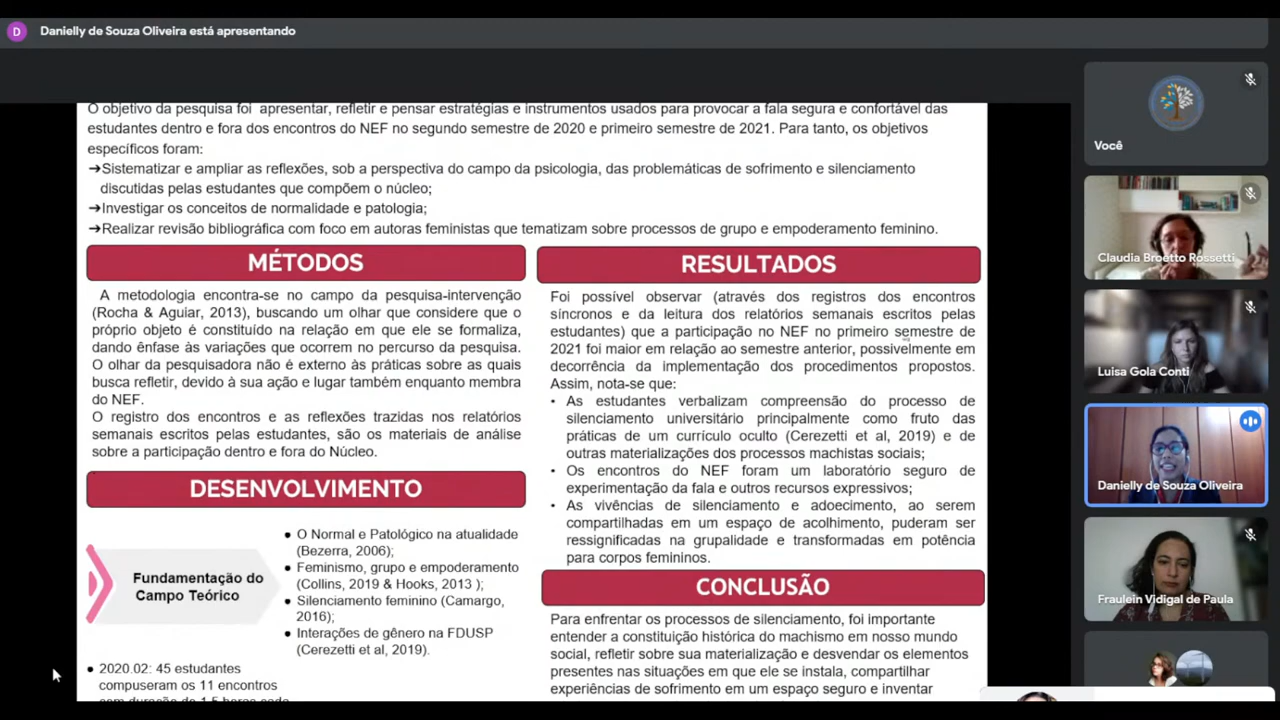 D Danielly de Souza Oliveira está apresentando
O objetivo da pesquisa foi apresentar, refletir e pensar estratégias e instrumentos usados para provocar a fala segura e confortável das
estudantes dentro e fora dos encontros do NEF no segundo semestre de 2020 e primeiro semestre de 2021. Para tanto, os objetivos
específicos foram:
➔Sistematizar e ampliar as reflexões, sob a perspectiva do campo da psicologia, das problemáticas de sofrimento e silenciamento
discutidas pelas estudantes que compõem o núcleo;
➔Investigar os conceitos de normalidade e patologia;
➔Realizar revisão bibliográfica com foco em autoras feministas que tematizam sobre processos de grupo e empoderamento feminino.
MÉTODOS
A metodologia encontra-se no campo da pesquisa-intervenção
(Rocha & Aguiar, 2013), buscando um olhar que considere que o
próprio objeto é constituído na relação em que ele se formaliza,
dando ênfase às variações que ocorrem no percurso da pesquisa.
O olhar da pesquisadora não é externo às práticas sobre as quais
busca refletir, devido à sua ação e lugar também enquanto membra
do NEF.
O registro dos encontros e as reflexões trazidas nos relatórios
semanais escritos pelas estudantes, são os materiais de análise
sobre a participação dentro e fora do Núcleo.
DESENVOLVIMENTO
Fundamentação do
Campo Teórico
● O Normal e Patológico na atualidade
(Bezerra, 2006);
● Feminismo, grupo e empoderamento
(Collins, 2019 & Hooks, 2013 );
● Silenciamento feminino (Camargo,
2016);
● Interações de gênero na FDUSP
(Cerezetti et al, 2019).
● 2020.02: 45 estudantes
compuseram os 11 encontros
com duração de 1,5 horas cada
RESULTADOS
Foi possível observar (através dos registros dos encontros
síncronos e da leitura dos relatórios semanais escritos pelas
estudantes) que a participação no NEF no primeiro semestre de
2021 foi maior em relação ao semestre anterior, possivelmente em
decorrência da implementação dos procedimentos propostos.
Assim, nota-se que:
• As estudantes verbalizam compreensão do processo de
silenciamento universitário principalmente como fruto das
práticas de um currículo oculto (Cerezetti et al, 2019) e de
outras materializações dos processos machistas sociais;
• Os encontros do NEF foram um laboratório seguro de
experimentação da fala e outros recursos expressivos;
• As vivências de silenciamento e adoecimento, ao serem
compartilhadas em um espaço de acolhimento, puderam ser
ressignificadas na grupalidade e transformadas em potência
para corpos femininos.
CONCLUSÃO
Para enfrentar os processos de silenciamento, foi importante
entender a constituição histórica do machismo em nosso mundo
social, refletir sobre sua materialização e desvendar os elementos
presentes nas situações em que ele se instala, compartilhar
experiências de sofrimento em um espaço seguro e inventar
Você
Claudia Broetto Rossetti
Luisa Gola Conti
Danielly de Souza Oliveira
Fraulein Vidigal de Paula